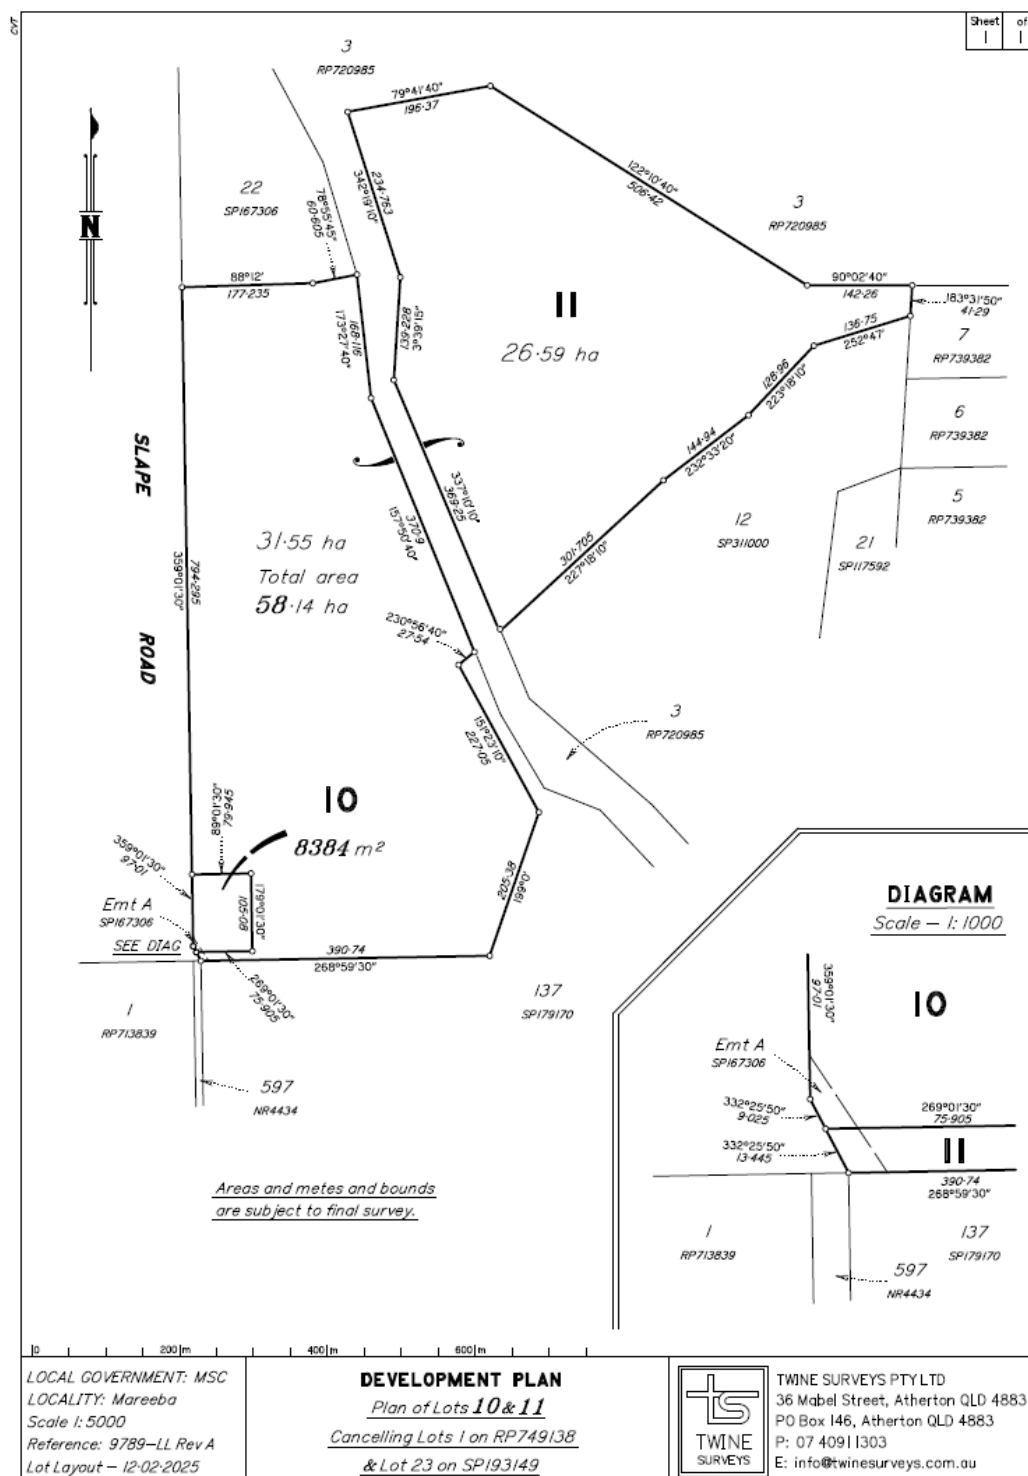 CVT
Sheet of
1 1
3
RP720985
79°41'40"
196·37
122°10'40"
506·42
234·763
342°19'10"
22
SP167306
78°55'45"
60·605
3
RP720985
88°12'
177·235
90°02'40"
142·26
183°31'50"
41·29
11
26·59 ha
168·116
173°27'40"
3°39'15"
136·75
252°47'
7
RP739382
128·96
223°18'10"
6
RP739382
144·94
232°33'20"
5
RP739382
SLAPE
ROAD
337°10'10"
369·25
370·9
157°50'40"
12
SP311000
21
SP117592
301·705
227°18'10"
794·295
359°01'30"
31·55 ha
Total area
58·14 ha
230°56'40"
27·54
3
RP720985
151°23'10"
227·05
10
8384 m²
89°01'30"
79·945
359°01'30"
97·01
179°01'30"
105·08
205·38
199°0'
Emt A
SP167306
SEE DIAG
390·74
268°59'30"
269°01'30"
75·905
1
RP713839
137
SP179170
597
NR4434
DIAGRAM
Scale – 1: 1000
359°01'30"
97·01
10
Emt A
SP167306
332°25'50"
9·025
269°01'30"
75·905
332°25'50"
13·445
11
390·74
268°59'30"
1
RP713839
137
SP179170
597
NR4434
Areas and metes and bounds
are subject to final survey.
N
0 200 m 400 m 600 m
LOCAL GOVERNMENT: MSC
LOCALITY: Mareeba
Scale 1: 5000
Reference: 9789–LL Rev A
Lot Layout – 12-02-2025
DEVELOPMENT PLAN
Plan of Lots 10 & 11
Cancelling Lots 1 on RP749138
& Lot 23 on SP193149
TWINE
SURVEYS
TWINE SURVEYS PTY LTD
36 Mabel Street, Atherton QLD 4883
PO Box 146, Atherton QLD 4883
P: 07 40911303
E: info@twinesurveys.com.au